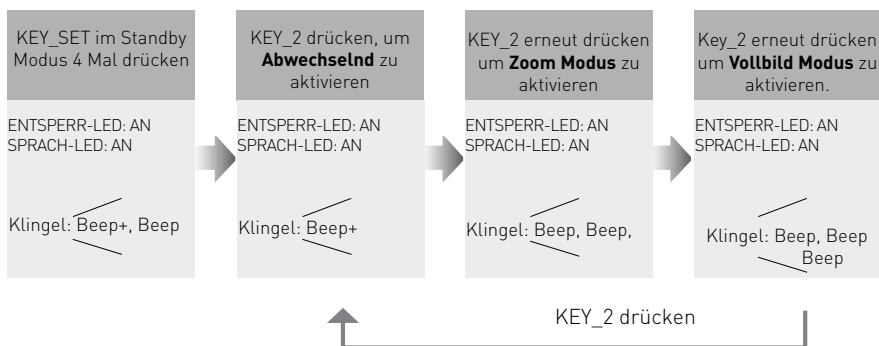 KEY_SET im Standby
Modus 4 Mal drücken
ENTSPERR-LED: AN
SPRACH-LED: AN
Klingel: Beep+, Beep
KEY_2 drücken, um
Abwechselnd zu
aktivieren
ENTSPERR-LED: AN
SPRACH-LED: AN
Klingel: Beep+
KEY_2 erneut drücken
um Zoom Modus zu
aktivieren
ENTSPERR-LED: AN
SPRACH-LED: AN
Klingel: Beep, Beep,
Key_2 erneut drücken
um Vollbild Modus zu
aktivieren.
ENTSPERR-LED: AN
SPRACH-LED: AN
Klingel: Beep, Beep
Beep
KEY_2 drücken